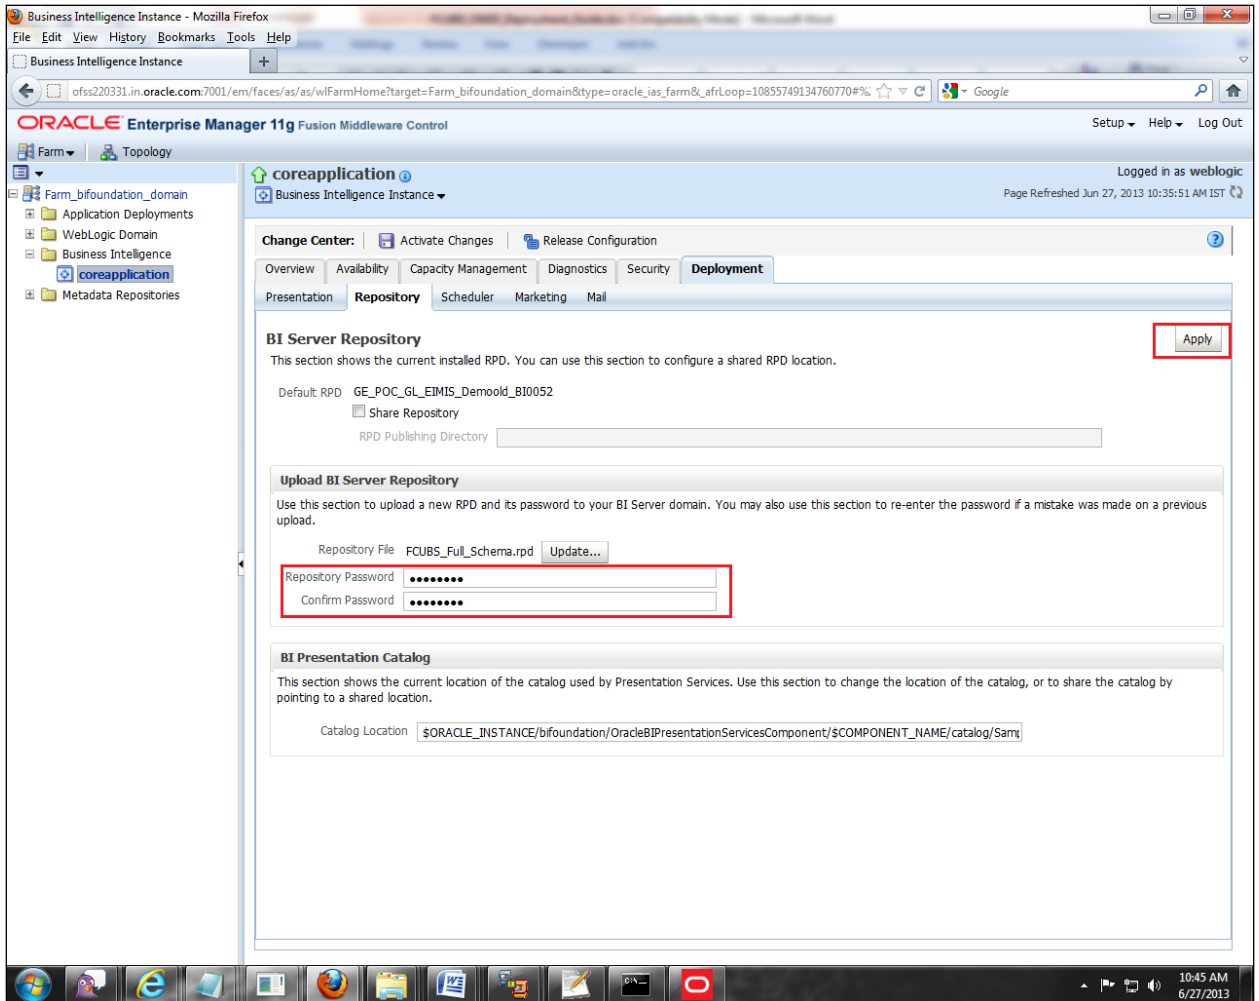 Business Intelligence Instance - Mozilla Firefox
File Edit View History Bookmarks Tools Help
Business Intelligence Instance
ofss220331.in.oracle.com:7001/em/faces/as/as/wlFarmHome?target=Farm_bifoundation_domain&type=oracle_ias_farm&_afrLoop=10855749134760770#%
Google
ORACLE Enterprise Manager 11g Fusion Middleware Control
Setup Help Log Out
Farm Topology
coreapplication
Logged in as weblogic
Business Intelligence Instance
Page Refreshed Jun 27, 2013 10:35:51 AM IST
Farm_bifoundation_domain
Application Deployments
WebLogic Domain
Business Intelligence
coreapplication
Metadata Repositories
Change Center: Activate Changes Release Configuration
Overview Availability Capacity Management Diagnostics Security Deployment
Presentation Repository Scheduler Marketing Mail
BI Server Repository
Apply
This section shows the current installed RPD. You can use this section to configure a shared RPD location.
Default RPD GE_POC_GL_EIMIS_Demoold_BI0052
Share Repository
RPD Publishing Directory
Upload BI Server Repository
Use this section to upload a new RPD and its password to your BI Server domain. You may also use this section to re-enter the password if a mistake was made on a previous
upload.
Repository File FCUBS_Full_Schema.rpd Update...
Repository Password ●●●●●●●●
Confirm Password ●●●●●●●●
BI Presentation Catalog
This section shows the current location of the catalog used by Presentation Services. Use this section to change the location of the catalog, or to share the catalog by
pointing to a shared location.
Catalog Location $ORACLE_INSTANCE/bifoundation/OracleBIPresentationServicesComponent/$COMPONENT_NAME/catalog/Sam
10:45 AM
6/27/2013